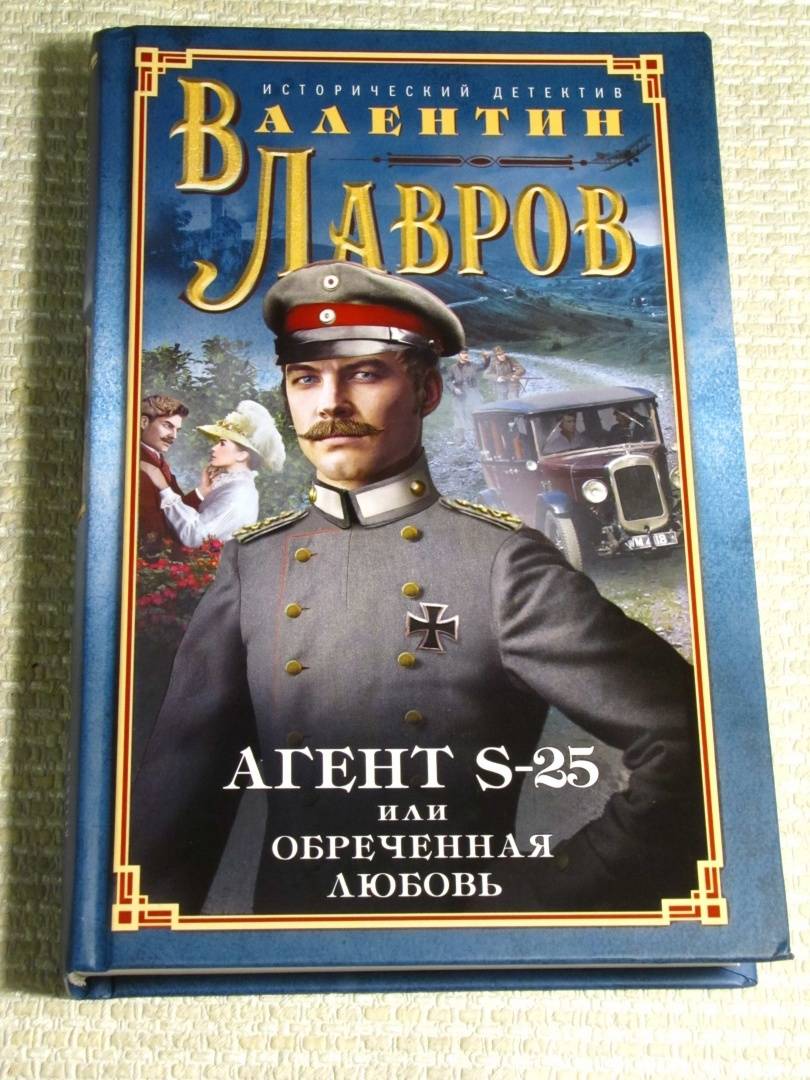 ИСТОРИЧЕСКИЙ ДЕТЕКТИВ
ВАЛЕНТИН
ЛАВРОВ
АГЕНТ S-25
ИЛИ
ОБРЕЧЕННАЯ
ЛЮБОВЬ